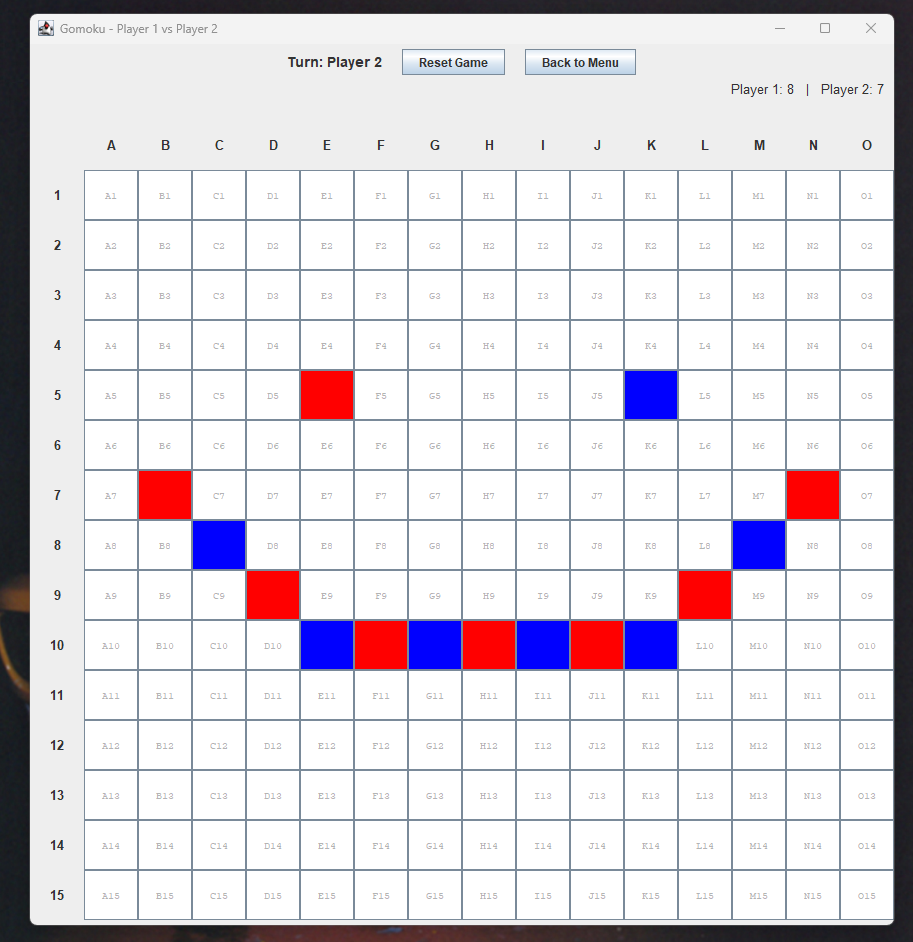 Gomoku - Player 1 vs Player 2
Turn: Player 2 Reset Game Back to Menu
Player 1: 8 | Player 2: 7
A B C D E F G H I J K L M N O
1 A1 B1 C1 D1 E1 F1 G1 H1 I1 J1 K1 L1 M1 N1 O1
2 A2 B2 C2 D2 E2 F2 G2 H2 I2 J2 K2 L2 M2 N2 O2
3 A3 B3 C3 D3 E3 F3 G3 H3 I3 J3 K3 L3 M3 N3 O3
4 A4 B4 C4 D4 E4 F4 G4 H4 I4 J4 K4 L4 M4 N4 O4
5 A5 B5 C5 D5 F5 G5 H5 I5 J5 L5 M5 N5 O5
6 A6 B6 C6 D6 E6 F6 G6 H6 I6 J6 K6 L6 M6 N6 O6
7 A7 C7 D7 E7 F7 G7 H7 I7 J7 K7 L7 M7 O7
8 A8 B8 D8 E8 F8 G8 H8 I8 J8 K8 L8 N8 O8
9 A9 B9 C9 E9 F9 G9 H9 I9 J9 K9 M9 N9 O9
10 A10 B10 C10 D10 L10 M10 N10 O10
11 A11 B11 C11 D11 E11 F11 G11 H11 I11 J11 K11 L11 M11 N11 O11
12 A12 B12 C12 D12 E12 F12 G12 H12 I12 J12 K12 L12 M12 N12 O12
13 A13 B13 C13 D13 E13 F13 G13 H13 I13 J13 K13 L13 M13 N13 O13
14 A14 B14 C14 D14 E14 F14 G14 H14 I14 J14 K14 L14 M14 N14 O14
15 A15 B15 C15 D15 E15 F15 G15 H15 I15 J15 K15 L15 M15 N15 O15